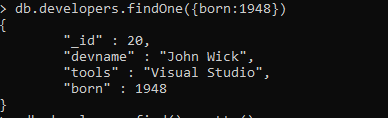 > db.developers.findOne({born:1948})
{
"_id" : 20,
"devname" : "John Wick",
"tools" : "Visual Studio",
"born" : 1948
}